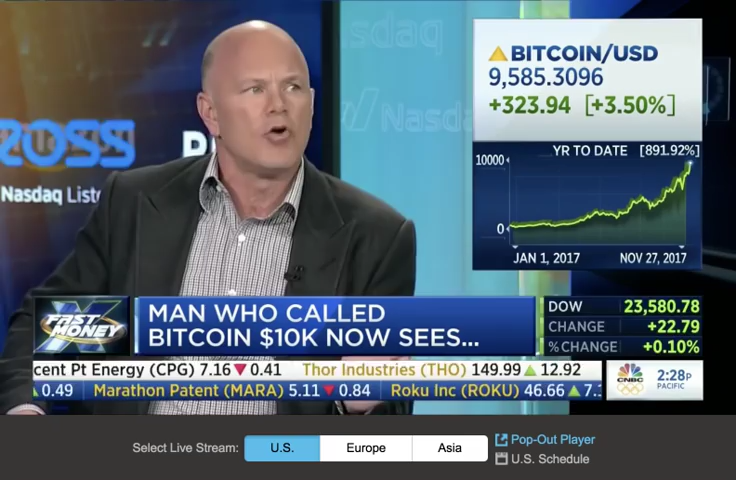 sdaq
Nasda
ROSS
P
Nasdaq Liste
BITCOIN/USD
9,585.3096
+323.94 [+3.50%]
YR TO DATE [891.92%]
10000
0
JAN 1, 2017 NOV 27, 2017
FAST MONEY
MAN WHO CALLED
BITCOIN $10K NOW SEES...
DOW 23,580.78
CHANGE +22.79
% CHANGE +0.10%
cent Pt Energy (CPG) 7.16 ▼ 0.41 Thor Industries (THO) 149.99 ▲ 12.92
0.49 Marathon Patent (MARA) 5.11 ▼ 0.84 Roku Inc (ROKU) 46.66 ▲ 7.
CNBC
2:28P
PACIFIC
Select Live Stream: U.S. Europe Asia
Pop-Out Player
U.S. Schedule